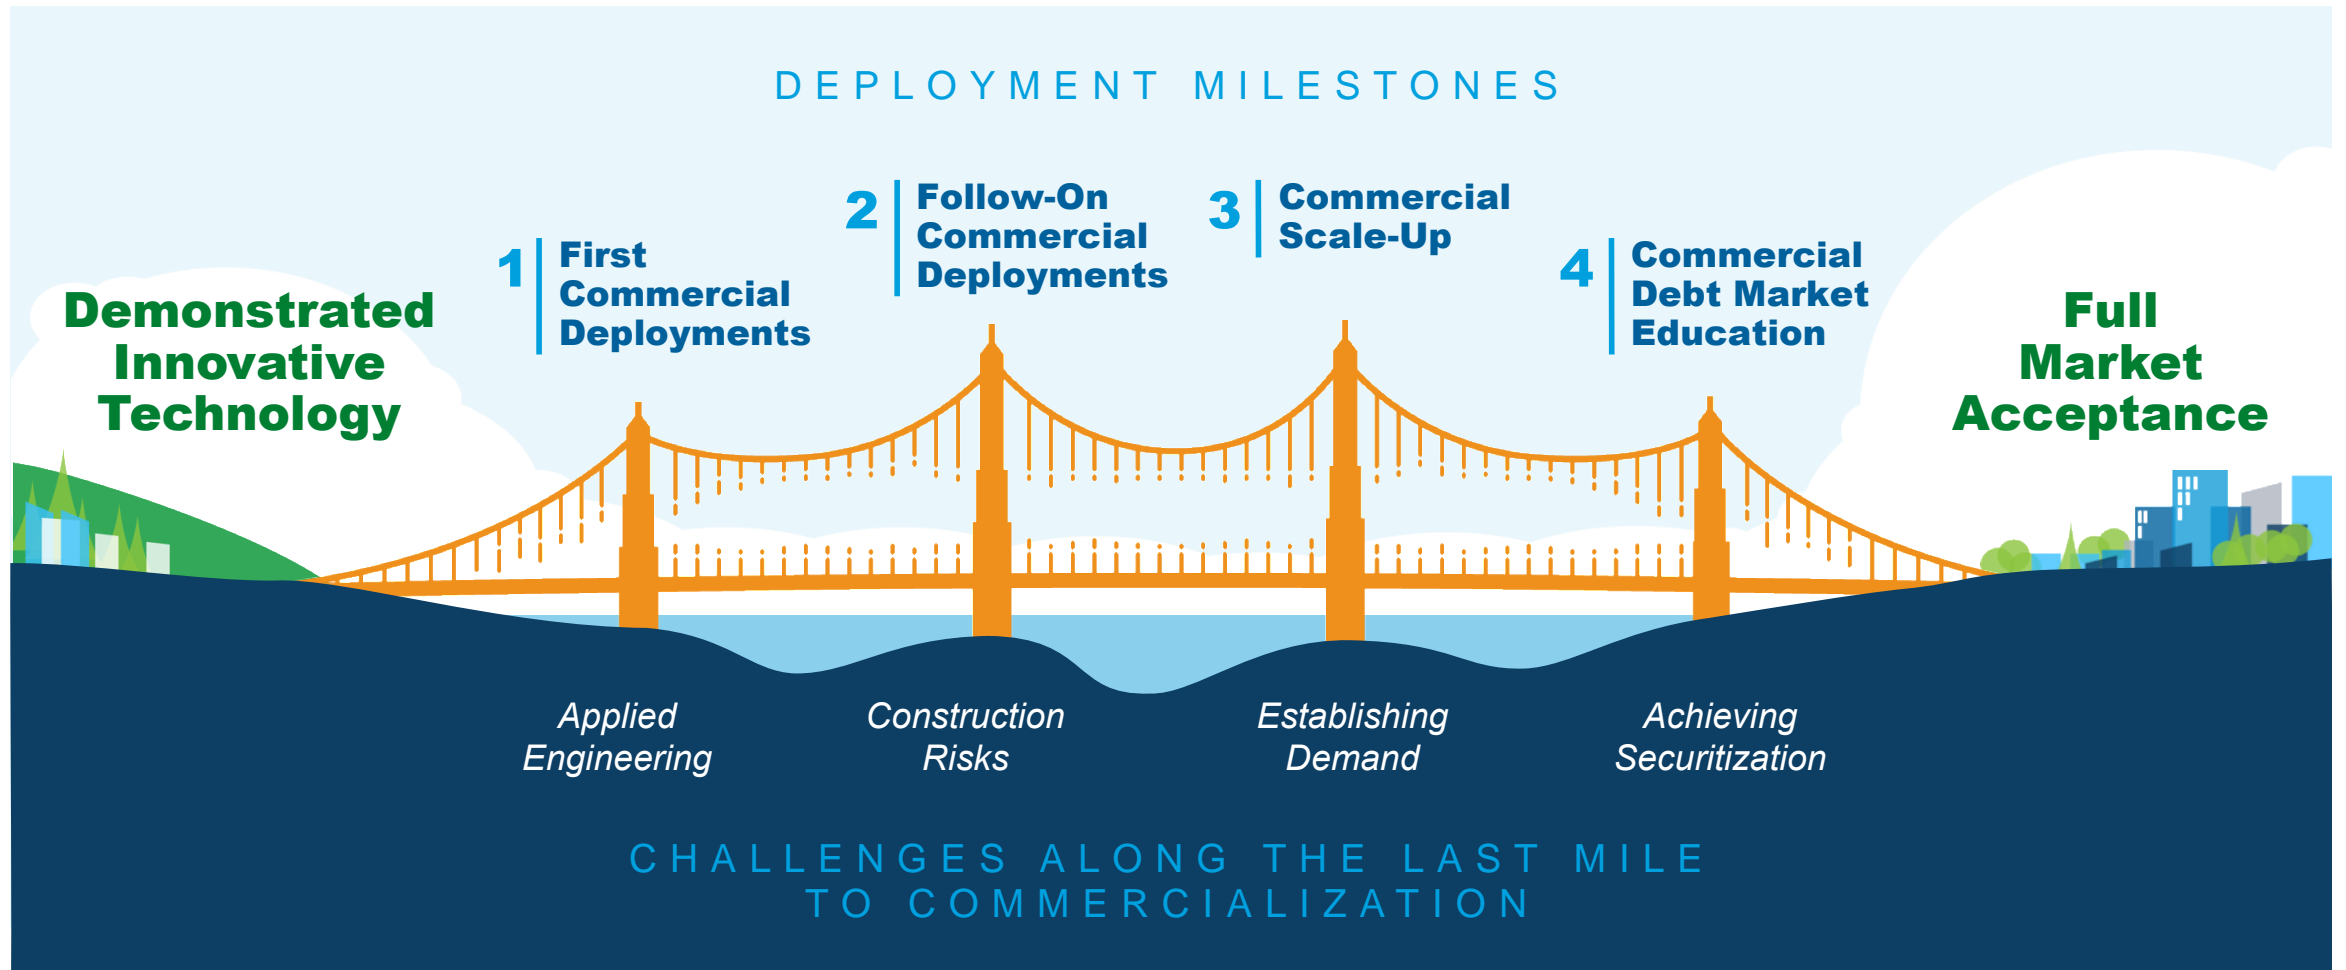 DEPLOYMENT MILESTONES
Demonstrated
Innovative
Technology
1
First
Commercial
Deployments
2
Follow-On
Commercial
Deployments
3
Commercial
Scale-Up
4
Commercial
Debt Market
Education
Full
Market
Acceptance
Applied
Engineering
Construction
Risks
Establishing
Demand
Achieving
Securitization
CHALLENGES ALONG THE LAST MILE
TO COMMERCIALIZATION